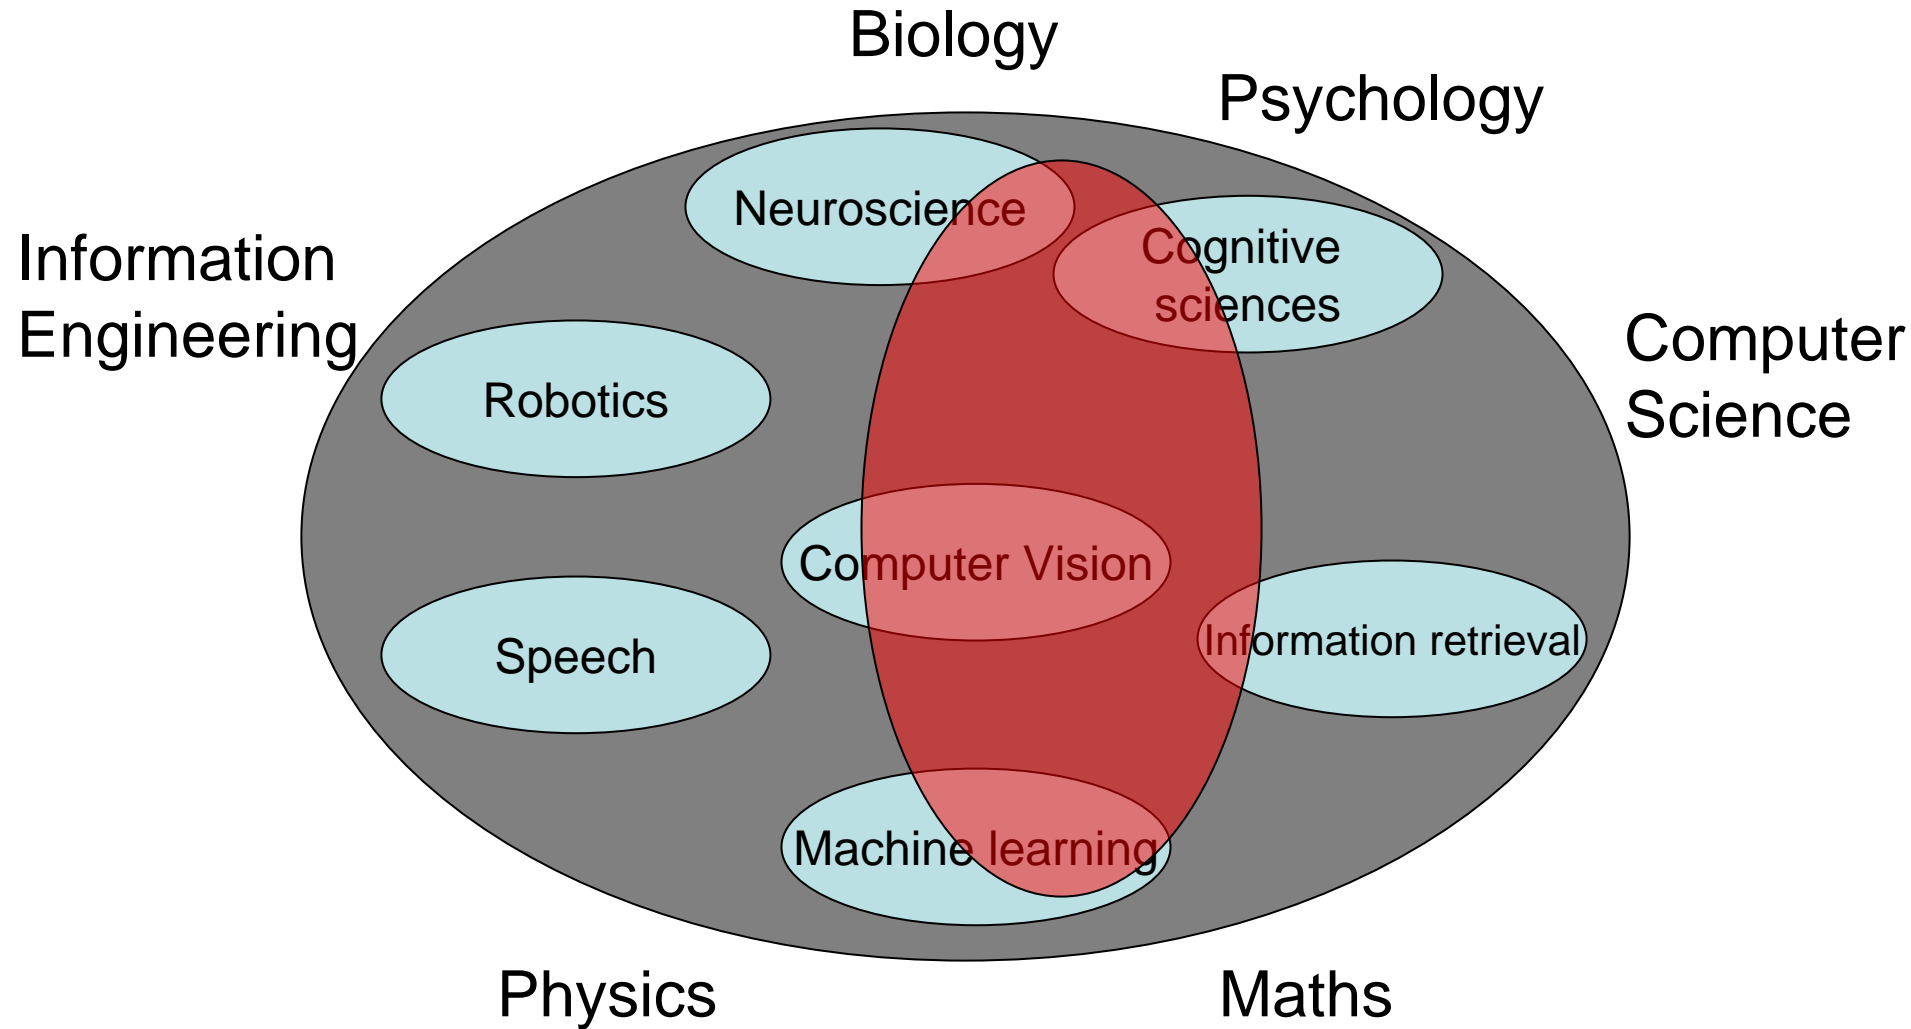 Biology
Psychology
Neuroscience
Cognitive
sciences
Information
Engineering
Computer
Science
Robotics
Computer Vision
Information retrieval
Speech
Machine learning
Physics
Maths